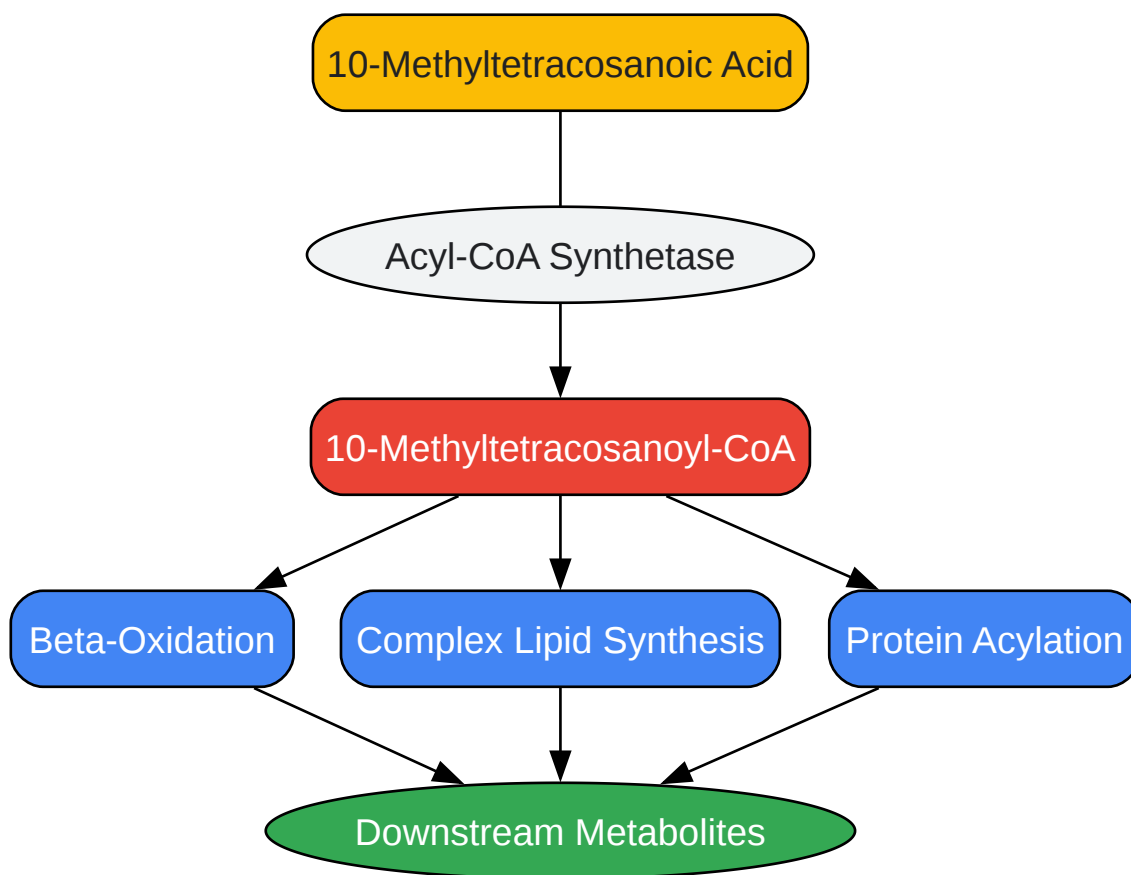 10-Methyltetracosanoic Acid
Acyl-CoA Synthetase
10-Methyltetracosanoyl-CoA
Beta-Oxidation
Complex Lipid Synthesis
Protein Acylation
Downstream Metabolites